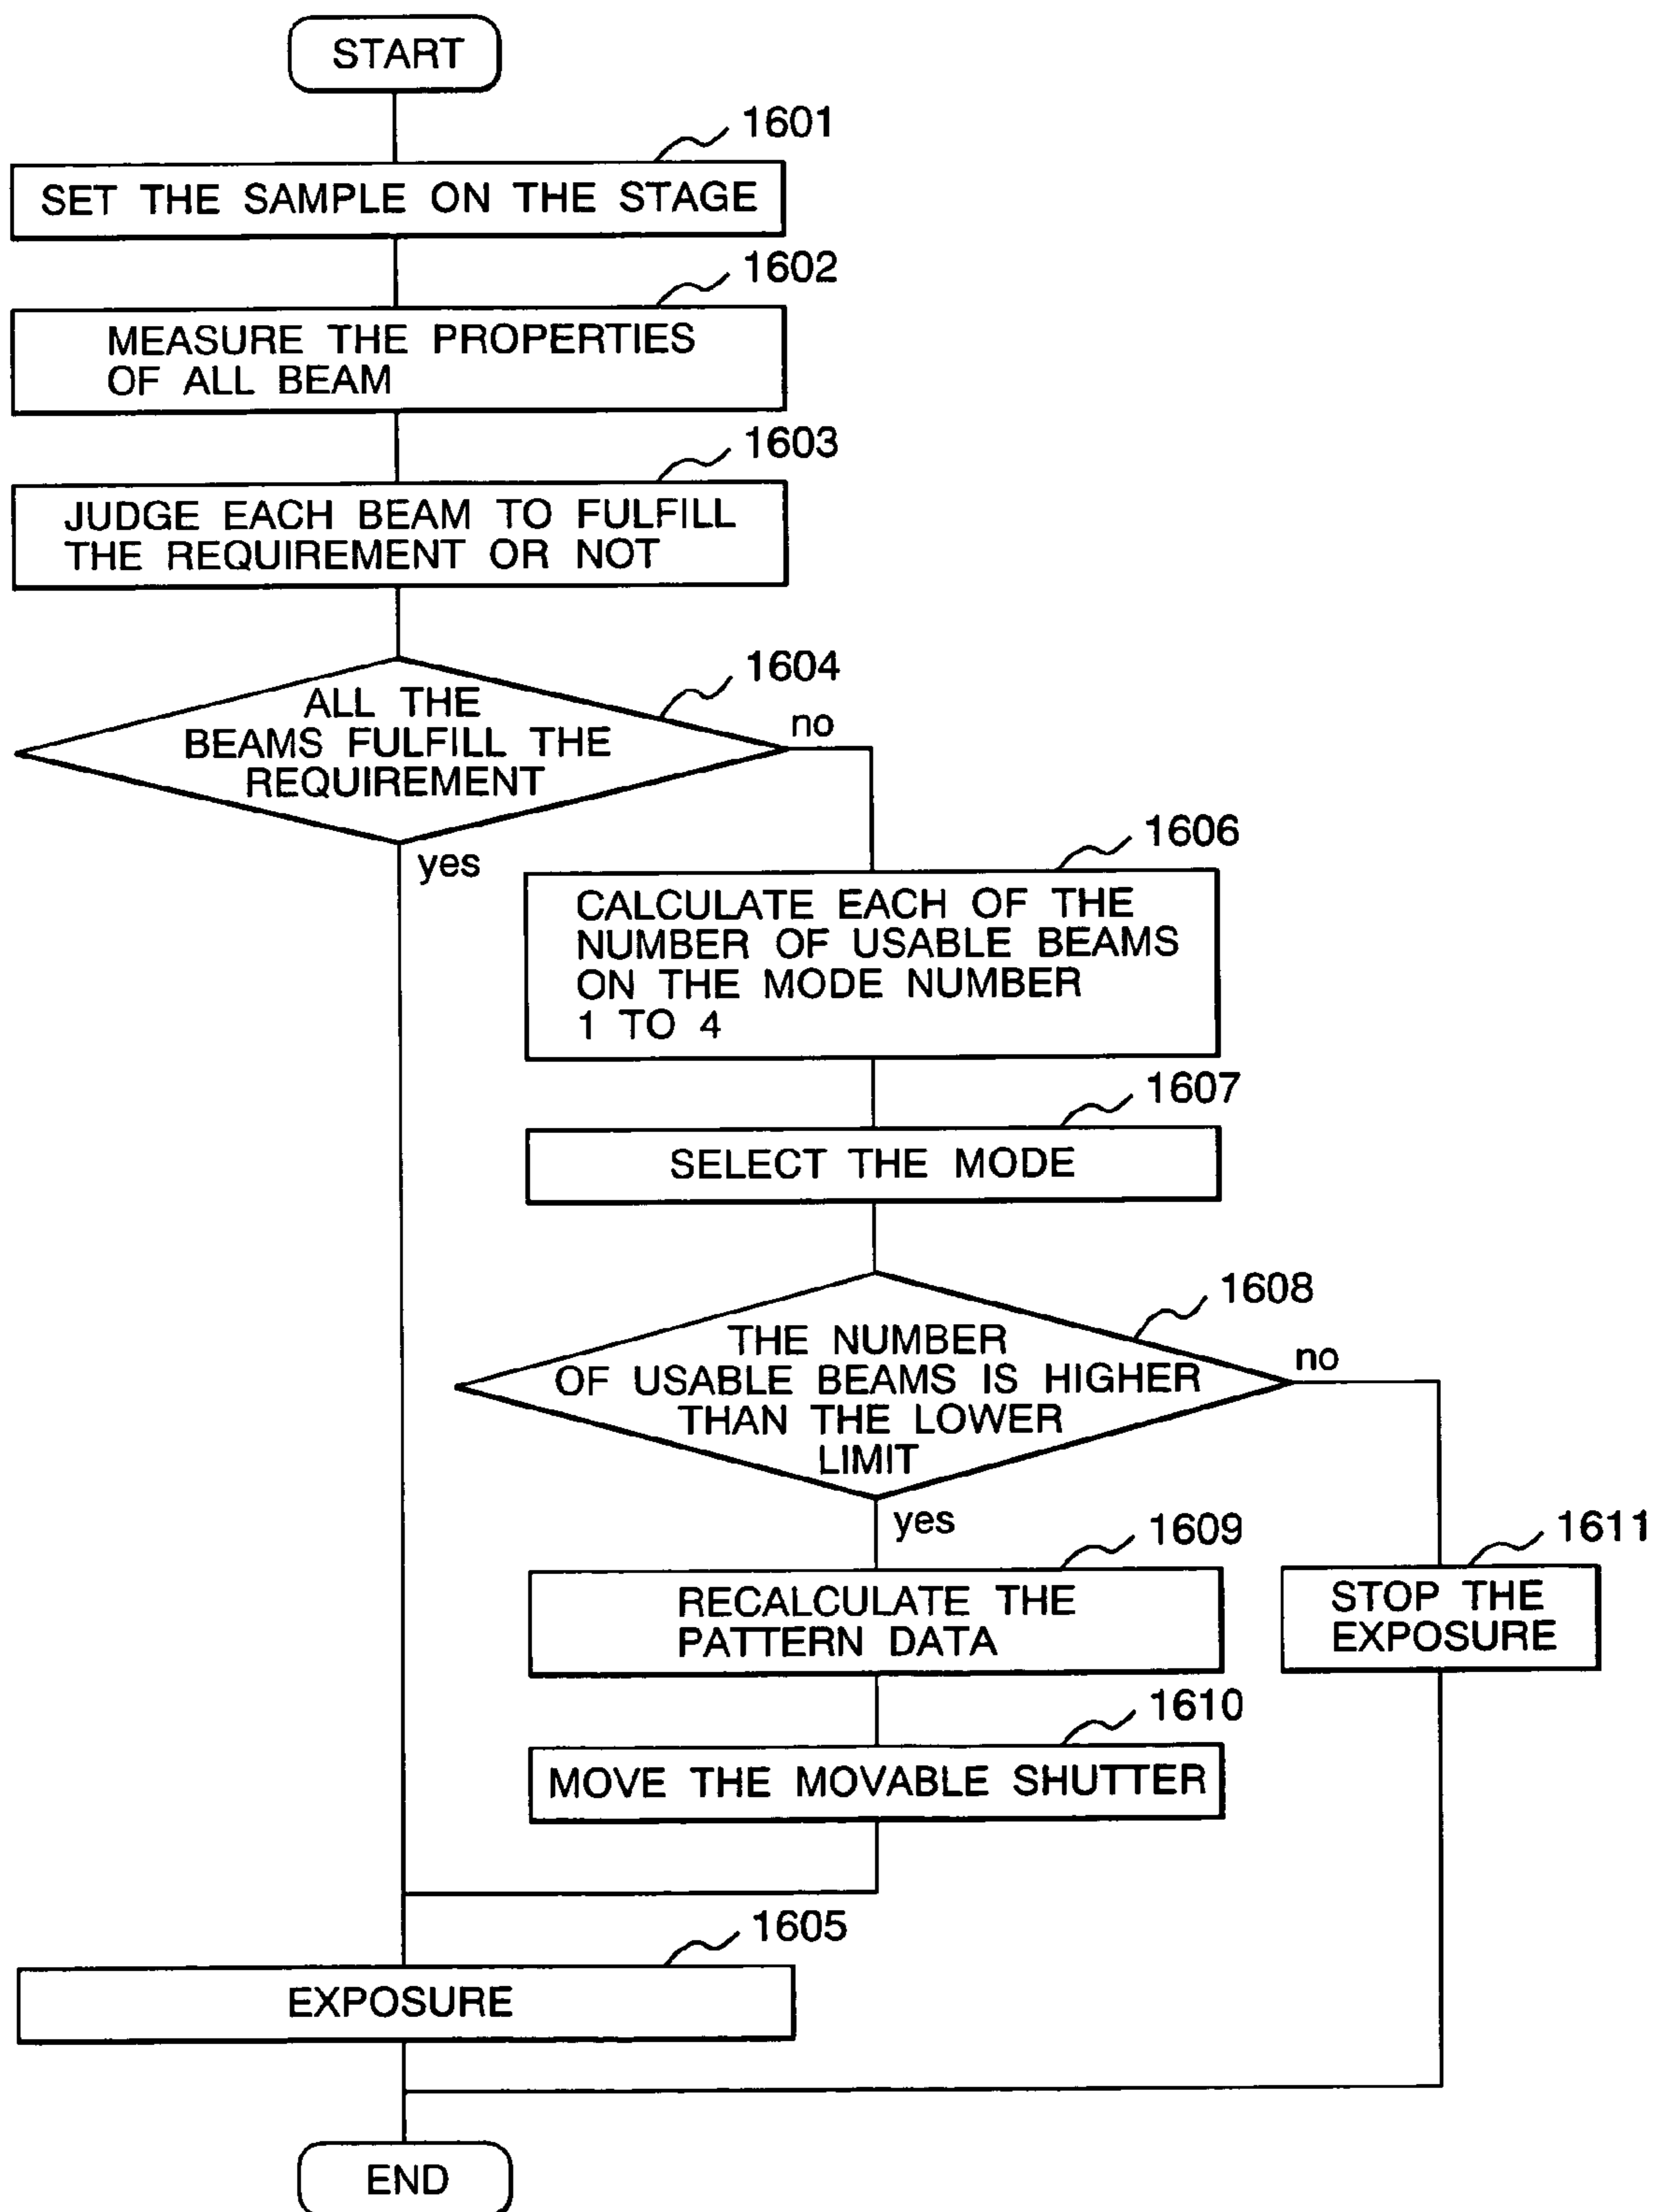 START
1601
SET THE SAMPLE ON THE STAGE
1602
MEASURE THE PROPERTIES
OF ALL BEAM
1603
JUDGE EACH BEAM TO FULFILL
THE REQUIREMENT OR NOT
1604
ALL THE
BEAMS FULFILL THE
REQUIREMENT
no
yes
1606
CALCULATE EACH OF THE
NUMBER OF USABLE BEAMS
ON THE MODE NUMBER
1 TO 4
1607
SELECT THE MODE
1608
THE NUMBER
OF USABLE BEAMS IS HIGHER
THAN THE LOWER
LIMIT
no
yes
1609
RECALCULATE THE
PATTERN DATA
1611
STOP THE
EXPOSURE
1610
MOVE THE MOVABLE SHUTTER
1605
EXPOSURE
END